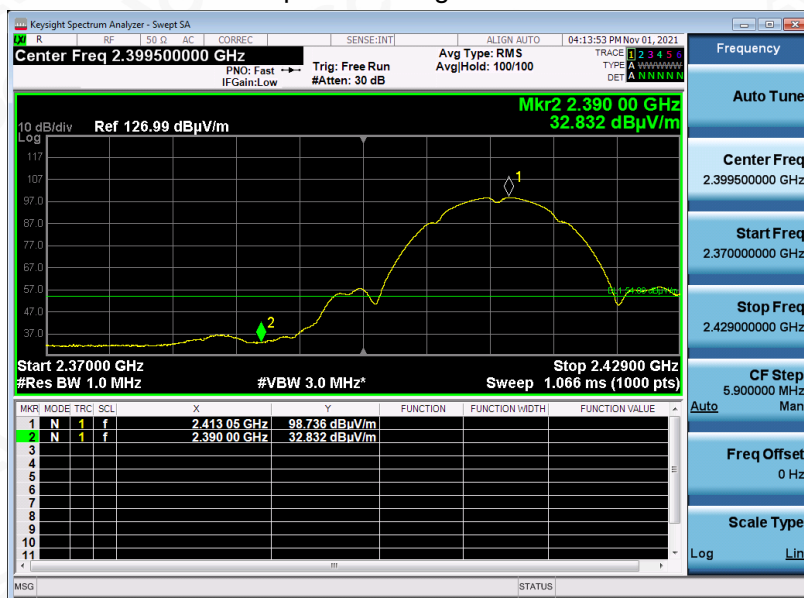 Keysight Spectrum Analyzer - Swept SA
LXI R RF 50 Ω AC CORREC SENSE:INT ALIGN AUTO 04:13:53 PM Nov 01, 2021
Center Freq 2.399500000 GHz
PNO: Fast
IFGain:Low
Trig: Free Run
#Atten: 30 dB
Avg Type: RMS
Avg|Hold: 100/100
TRACE 1 2 3 4 5 6
TYPE A WWWWW
DET A N N N N N
Mkr2 2.390 00 GHz
32.832 dBµV/m
10 dB/div Ref 126.99 dBµV/m
Log
117
107
97.0
87.0
77.0
67.0
57.0
47.0
37.0
1
2
Start 2.37000 GHz Stop 2.42900 GHz
#Res BW 1.0 MHz #VBW 3.0 MHz* Sweep 1.066 ms (1000 pts)
MKR MODE TRC SCL X Y FUNCTION FUNCTION WIDTH FUNCTION VALUE
1 N 1 f 2.413 05 GHz 98.736 dBµV/m
2 N 1 f 2.390 00 GHz 32.832 dBµV/m
3
4
5
6
7
8
9
10
11
MSG STATUS
Frequency
Auto Tune
Center Freq
2.399500000 GHz
Start Freq
2.370000000 GHz
Stop Freq
2.429000000 GHz
CF Step
5.900000 MHz
Auto Man
Freq Offset
0 Hz
Scale Type
Log Lin